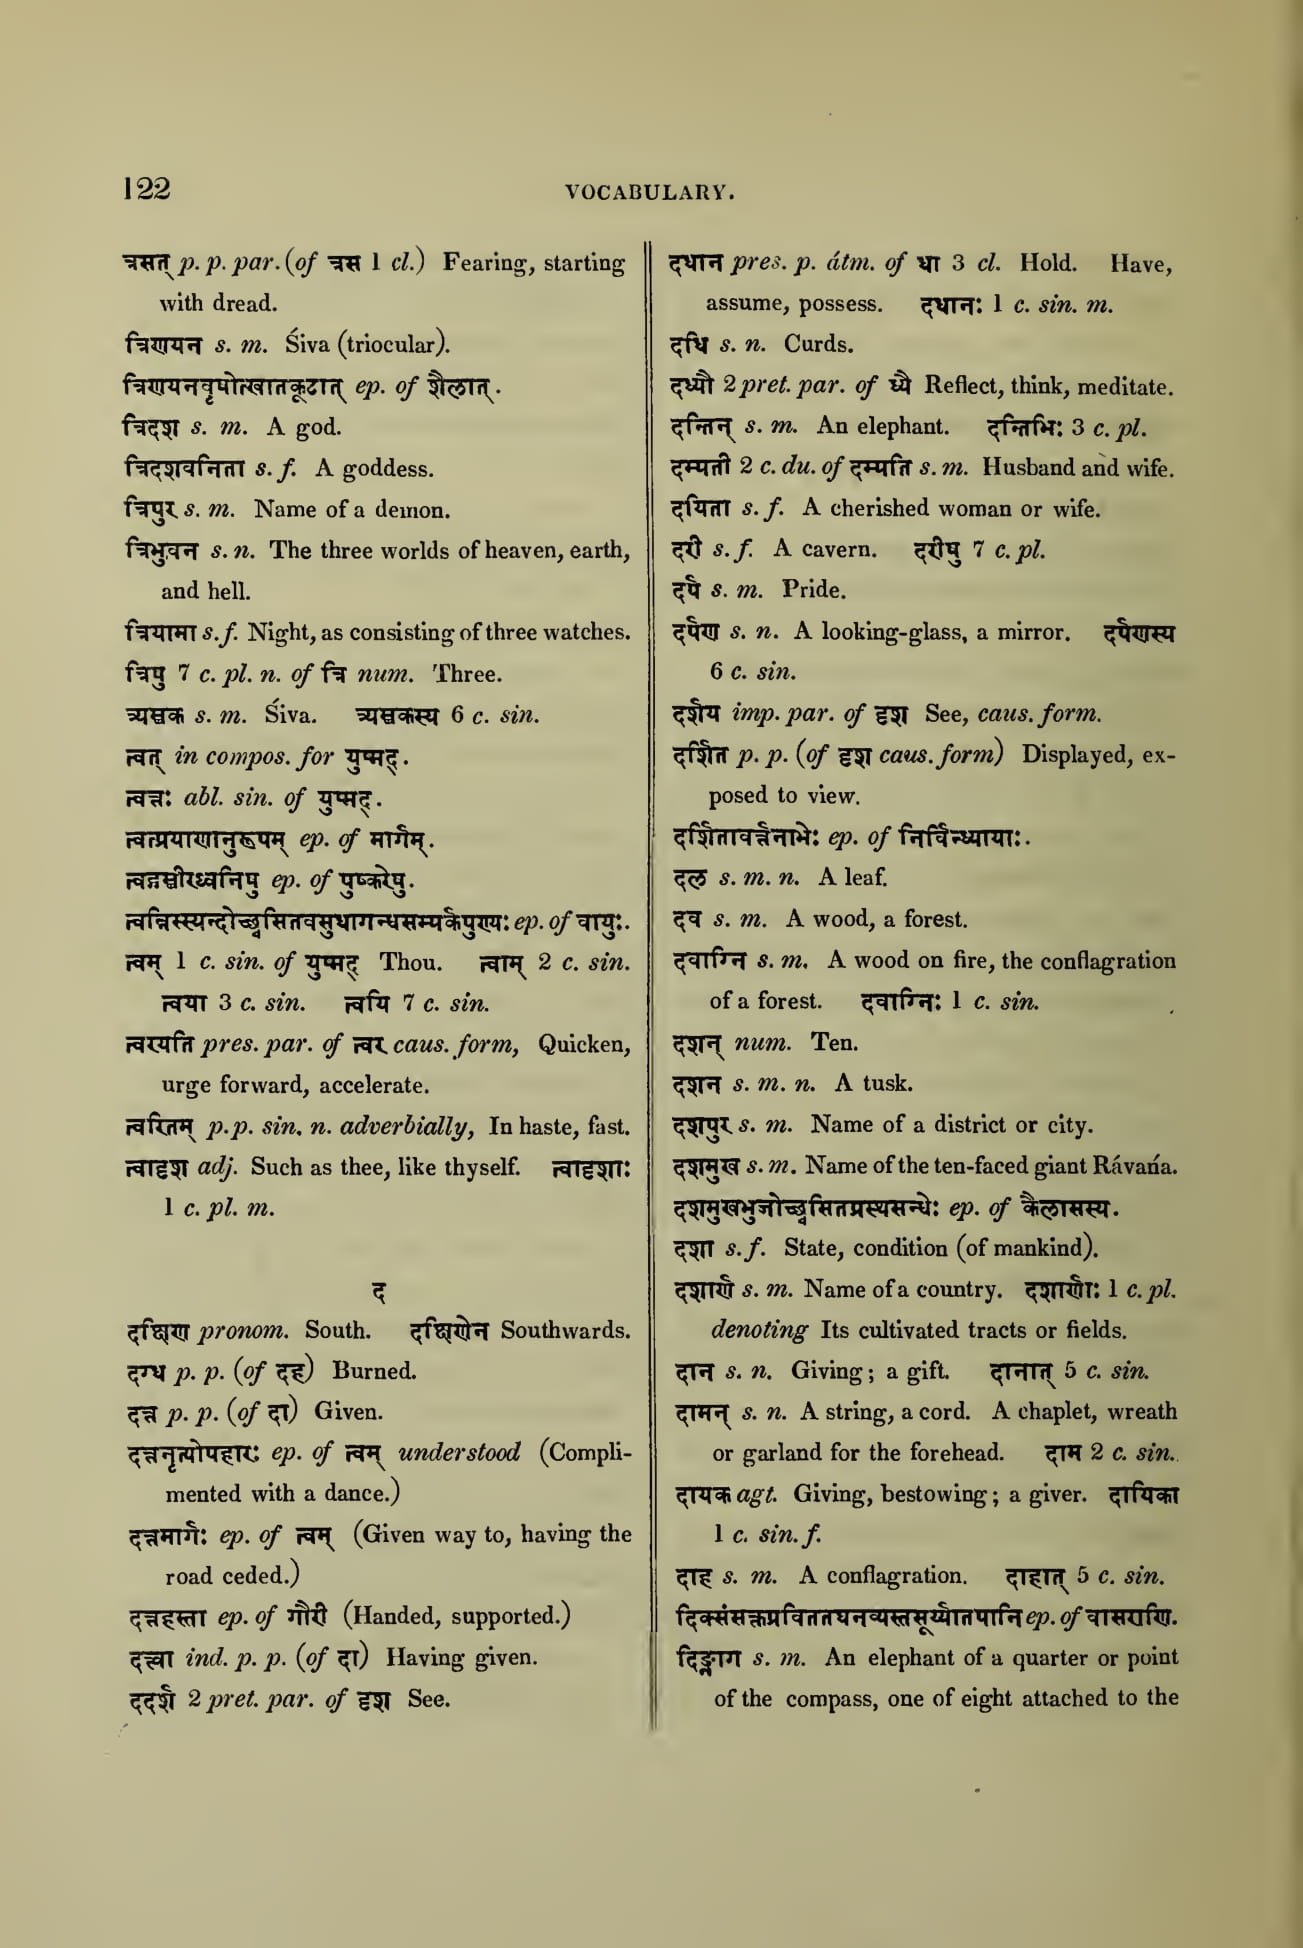 122
VOCABULARY.
त्रसत् p. p. par. (of त्रस 1 cl.) Fearing, starting
with dread.
त्रिणयन s. m. Śiva (triocular).
त्रिणयनवृषोत्खातकूटात् ep. of शैलात्.
त्रिदश s. m. A god.
त्रिदशवनिता s. f. A goddess.
त्रिपुर s. m. Name of a demon.
त्रिभुवन s. n. The three worlds of heaven, earth,
and hell.
त्रियामा s. f. Night, as consisting of three watches.
त्रिषु 7 c. pl. n. of त्रि num. Three.
त्र्यम्बक s. m. Śiva. त्र्यम्बकस्य 6 c. sin.
त्वत् in compos. for युष्मद्.
त्वत्तः abl. sin. of युष्मद्.
त्वत्प्रयाणानुरूपम् ep. of मार्गम्.
त्वद्गम्भीरध्वनिषु ep. of पुष्करेषु.
त्वन्निस्स्यन्दोच्छ्वसितवसुधागन्धसम्पर्कपुण्यः ep. of वायुः.
त्वम् 1 c. sin. of युष्मद् Thou. त्वाम् 2 c. sin.
त्वया 3 c. sin. त्वयि 7 c. sin.
त्वरयति pres. par. of त्वर caus. form, Quicken,
urge forward, accelerate.
त्वरितम् p.p. sin. n. adverbially, In haste, fast.
त्वादृश adj. Such as thee, like thyself. त्वादृशाः
1 c. pl. m.
द
दक्षिण pronom. South. दक्षिणेन Southwards.
दग्ध p. p. (of दह) Burned.
दत्त p. p. (of दा) Given.
दत्तनृत्योपहारः ep. of त्वम् understood (Compli-
mented with a dance.)
दत्तमार्गः ep. of त्वम् (Given way to, having the
road ceded.)
दत्तहस्ता ep. of गौरी (Handed, supported.)
दत्त्वा ind. p. p. (of दा) Having given.
ददर्श 2 pret. par. of दृश See.
दधान pres. p. átm. of धा 3 cl. Hold. Have,
assume, possess. दधानः 1 c. sin. m.
दधि s. n. Curds.
दध्यौ 2 pret. par. of ध्यै Reflect, think, meditate.
दन्तिन् s. m. An elephant. दन्तिभिः 3 c. pl.
दम्पती 2 c. du. of दम्पति s. m. Husband and wife.
दयिता s. f. A cherished woman or wife.
दरी s. f. A cavern. दरीषु 7 c. pl.
दर्प s. m. Pride.
दर्पण s. n. A looking-glass, a mirror. दर्पणस्य
6 c. sin.
दर्शय imp. par. of दृश See, caus. form.
दर्शित p. p. (of दृश caus. form) Displayed, ex-
posed to view.
दर्शितावर्त्तनाभेः ep. of निर्विन्ध्यायाः.
दल s. m. n. A leaf.
दव s. m. A wood, a forest.
दवाग्नि s. m. A wood on fire, the conflagration
of a forest. दवाग्निः 1 c. sin.
दशन् num. Ten.
दशन s. m. n. A tusk.
दशपुर s. m. Name of a district or city.
दशमुख s. m. Name of the ten-faced giant Rávańa.
दशमुखभुजोच्छ्वसितप्रस्थसन्धेः ep. of कैलासस्य.
दशा s. f. State, condition (of mankind).
दशार्ण s. m. Name of a country. दशार्णाः 1 c. pl.
denoting Its cultivated tracts or fields.
दान s. n. Giving; a gift. दानात् 5 c. sin.
दामन् s. n. A string, a cord. A chaplet, wreath
or garland for the forehead. दाम 2 c. sin.
दायक agt. Giving, bestowing; a giver. दायिका
1 c. sin. f.
दाह s. m. A conflagration. दाहात् 5 c. sin.
दिक्संसक्तप्रविततघनव्यस्तसूर्य्यातपानि ep. of वासराणि.
दिङ्नाग s. m. An elephant of a quarter or point
of the compass, one of eight attached to the